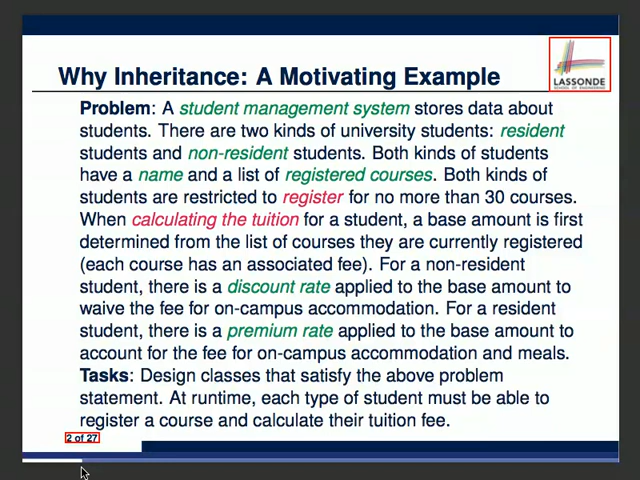 Why Inheritance: A Motivating Example
LASSONDE
SCHOOL OF ENGINEERING
Problem: A student management system stores data about
students. There are two kinds of university students: resident
students and non-resident students. Both kinds of students
have a name and a list of registered courses. Both kinds of
students are restricted to register for no more than 30 courses.
When calculating the tuition for a student, a base amount is first
determined from the list of courses they are currently registered
(each course has an associated fee). For a non-resident
student, there is a discount rate applied to the base amount to
waive the fee for on-campus accommodation. For a resident
student, there is a premium rate applied to the base amount to
account for the fee for on-campus accommodation and meals.
Tasks: Design classes that satisfy the above problem
statement. At runtime, each type of student must be able to
register a course and calculate their tuition fee.
2 of 27